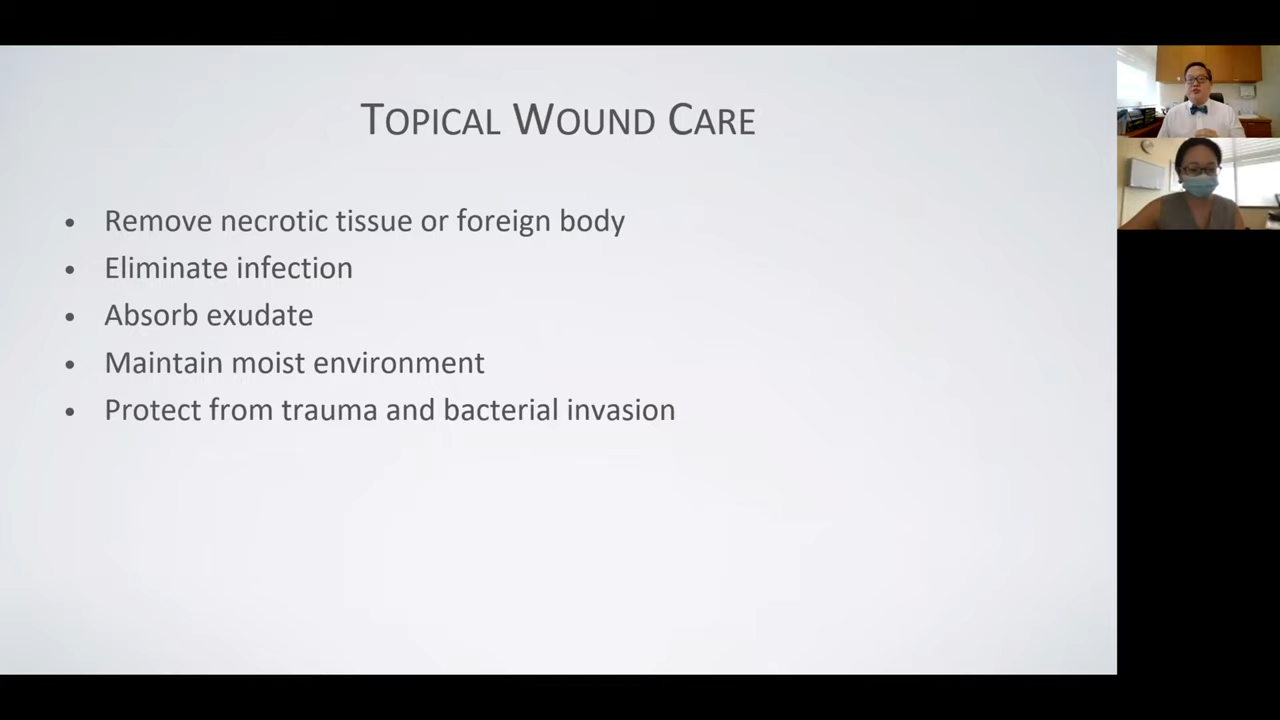 TOPICAL WOUND CARE
• Remove necrotic tissue or foreign body
• Eliminate infection
• Absorb exudate
• Maintain moist environment
• Protect from trauma and bacterial invasion